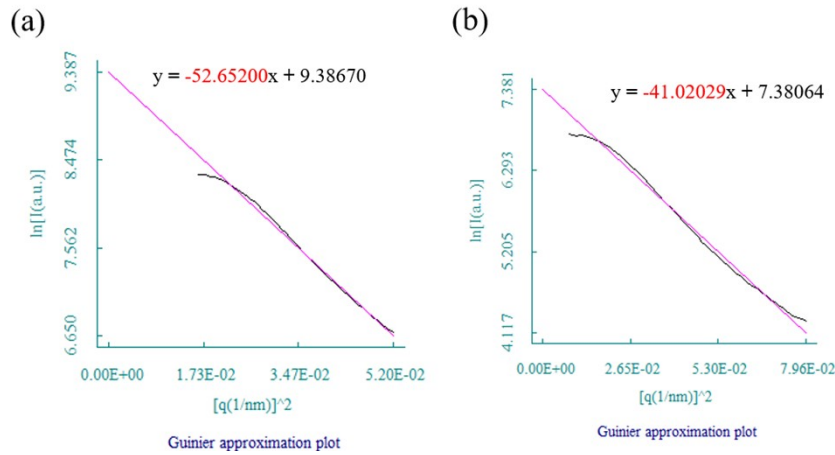 (a)
y = -52.65200x + 9.38670
9.387
8.474
7.562
6.650
ln[I(a.u.)]
0.00E+00 1.73E-02 3.47E-02 5.20E-02
[q(1/nm)]^2
Guinier approximation plot
(b)
y = -41.02029x + 7.38064
7.381
6.293
5.205
4.117
ln[I(a.u.)]
0.00E+00 2.65E-02 5.30E-02 7.96E-02
[q(1/nm)]^2
Guinier approximation plot